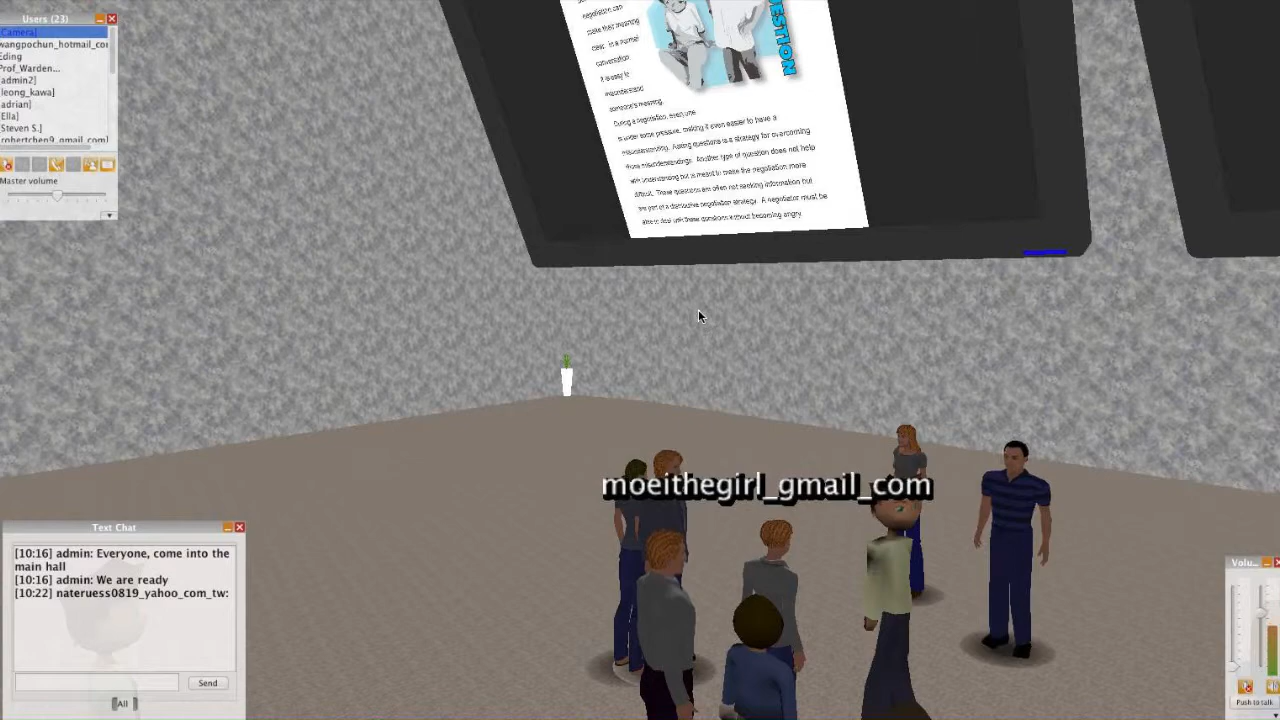 Users (23)
[Camera]
wangpochun_hotmail_co
Eding
Prof_Warden...
[admin2]
[leong_kawa]
[adrian]
[Ella]
[Steven S.]
robertchen9_gmail_com]
Master volume
negotiation can
make their meaning
clear. In a normal
conversation
it is easy to
misunderstand
someone's meaning.
ESTION
During a negotiation, everyone
is under some pressure, making it even easier to have a
misunderstanding. Asking questions is a strategy for overcoming
those misunderstandings. Another type of question does not help
with understanding but is meant to make the negotiation more
difficult. These questions are often not seeking information but
are part of a distributive negotiation strategy. A negotiator must be
able to deal with these questions without becoming angry
moeithegirl_gmail_com
Text Chat
[10:16] admin: Everyone, come into the
main hall
[10:16] admin: We are ready
[10:22] nateruess0819_yahoo_com_tw:
Send
[All]
Volu...
Push to talk